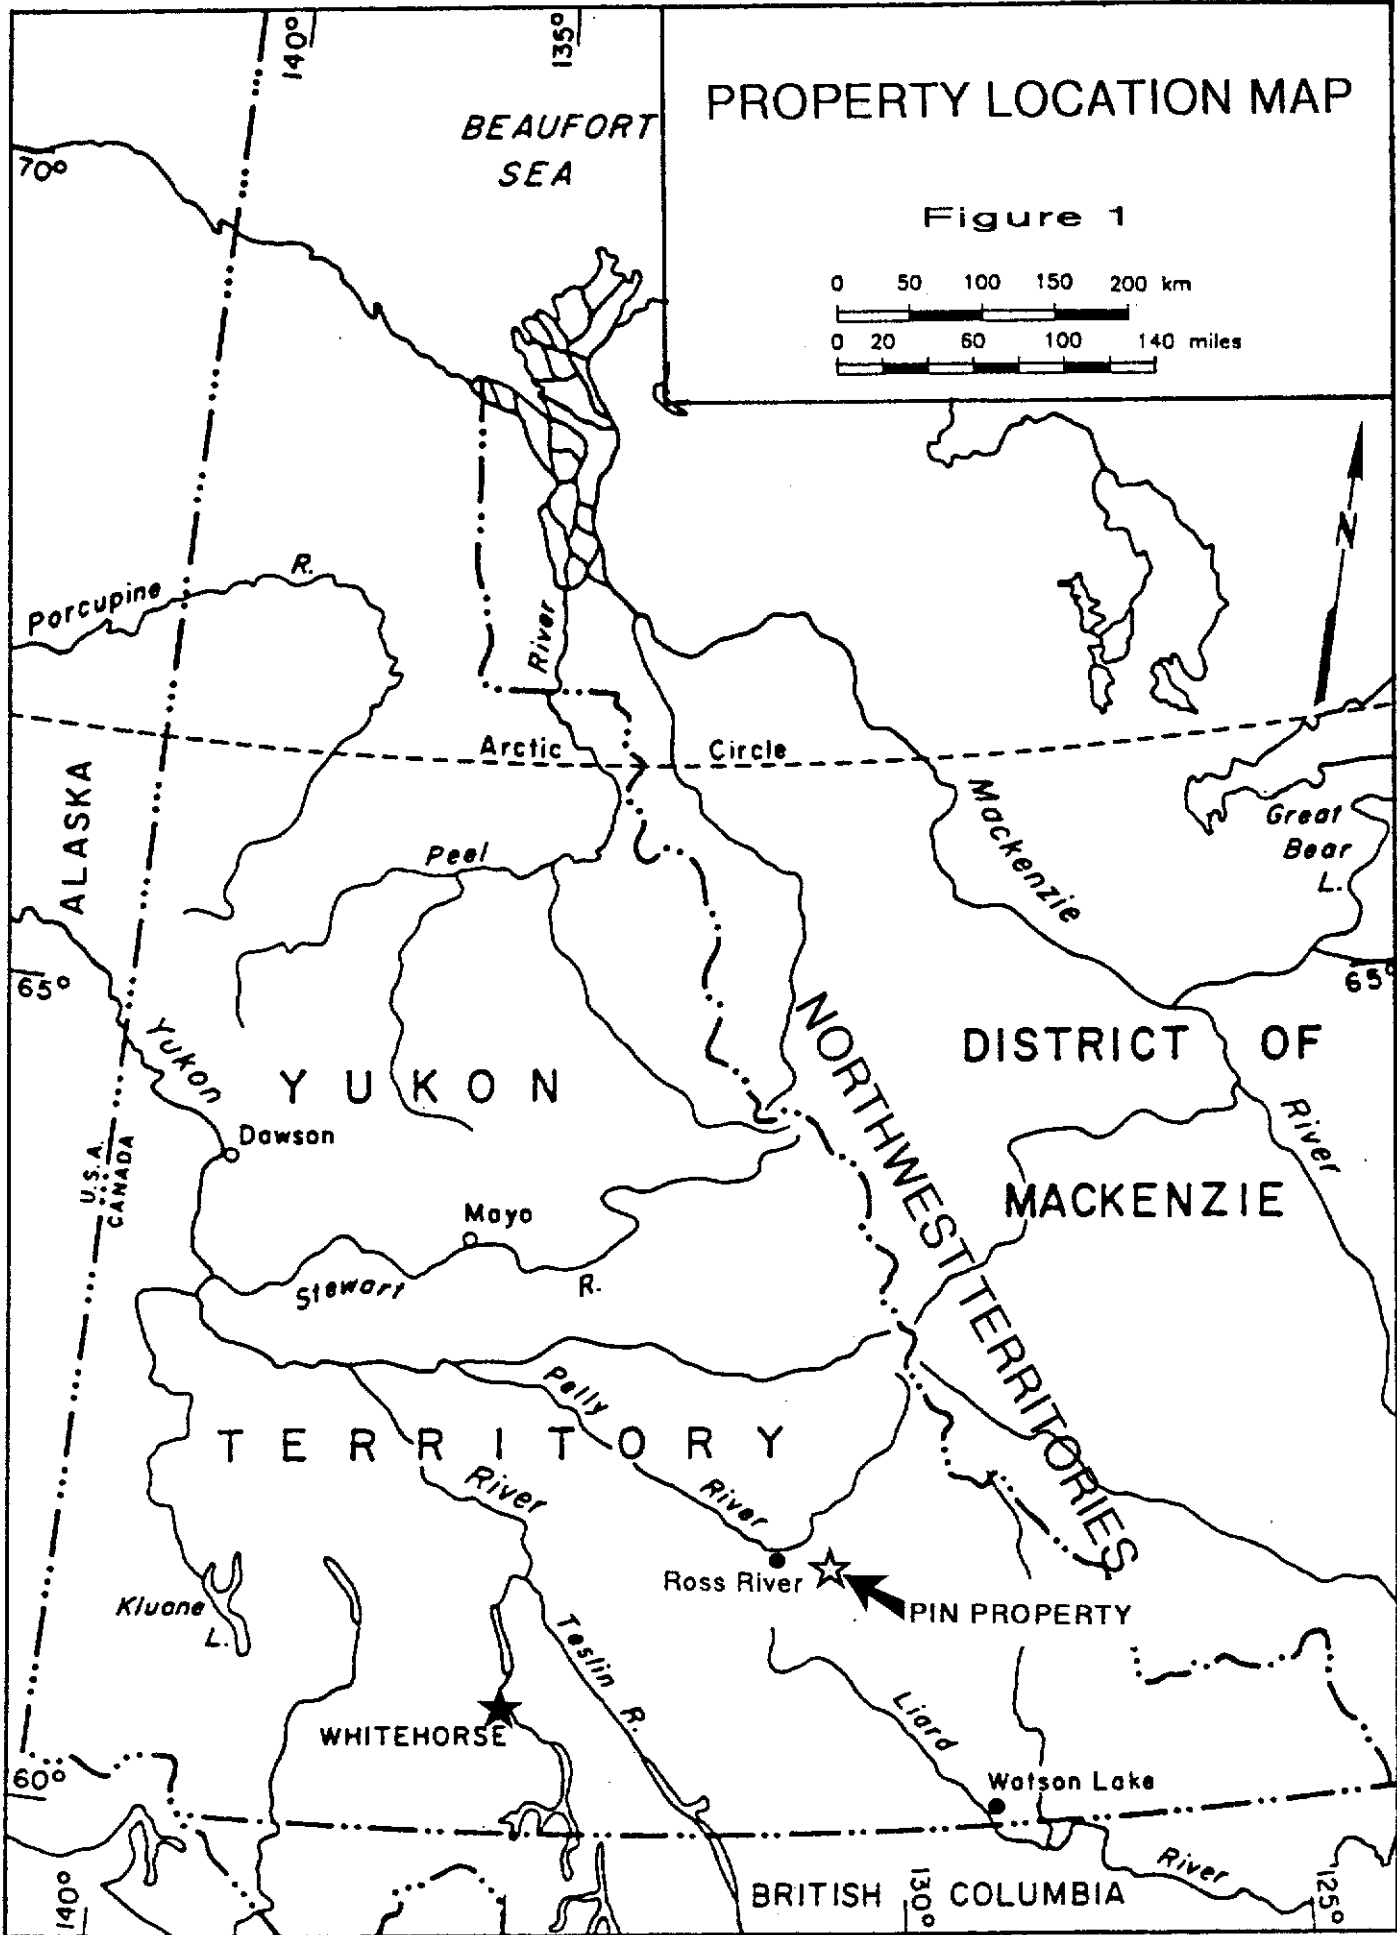 140°
135°
PROPERTY LOCATION MAP
BEAUFORT
SEA
70°
Figure 1
0 50 100 150 200 km
0 20 60 100 140 miles
N
Porcupine R.
River
Arctic Circle
ALASKA
Mackenzie
Great
Bear
L.
Peel
65°
65°
Yukon
NORTHWEST TERRITORIES
DISTRICT OF
YUKON
River
Dawson
U.S.A.
CANADA
MACKENZIE
Mayo
Stewart R.
Pelly
TERRITORY
River
River
Ross River
PIN PROPERTY
Kluane
L.
Teslin R.
Liard
WHITEHORSE
60°
Watson Lake
River
140°
BRITISH COLUMBIA
130°
125°